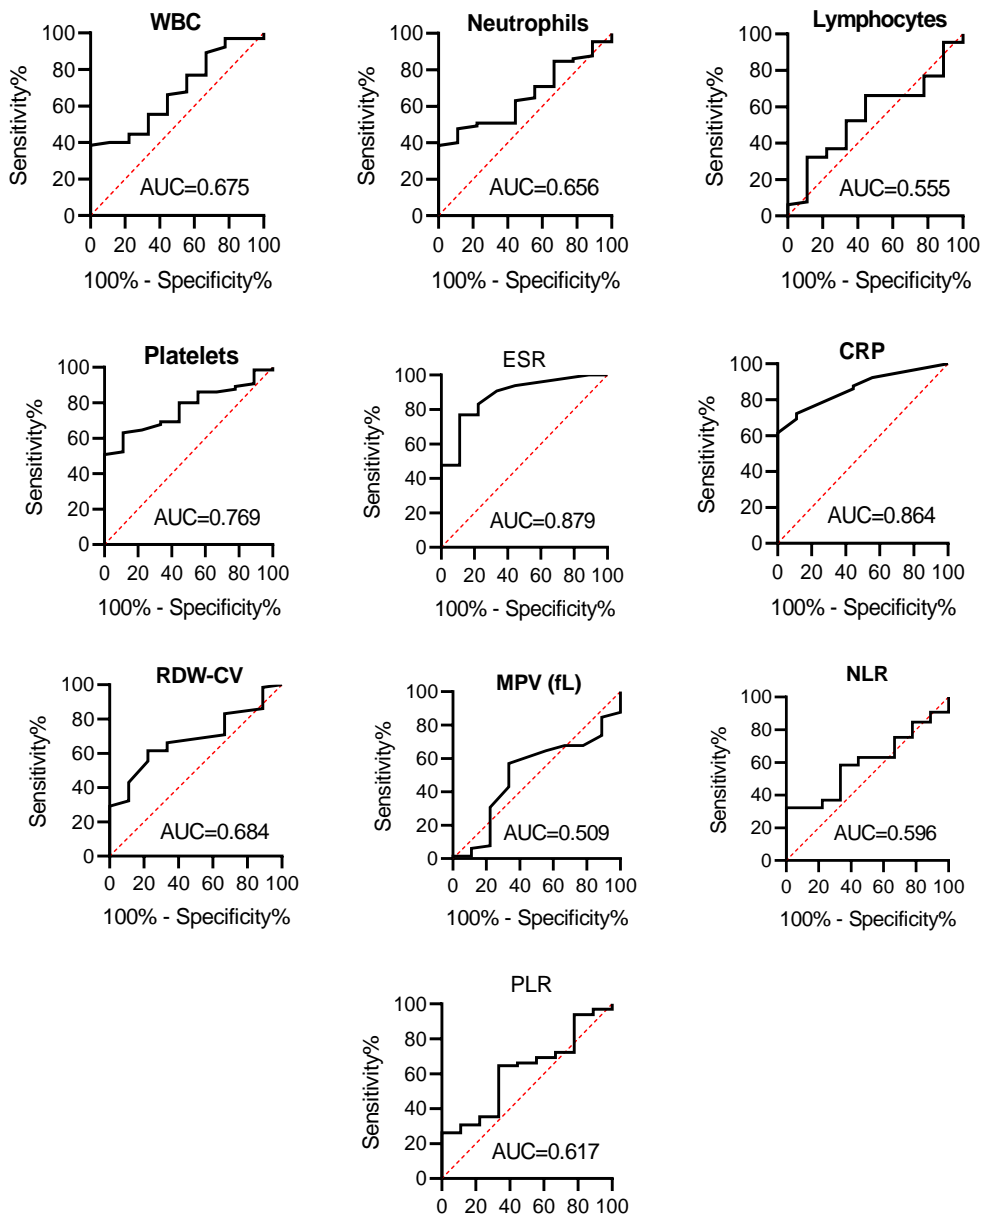 WBC
Sensitivity%
100
80
60
40
20
0
AUC=0.675
0 20 40 60 80 100
100% - Specificity%
Neutrophils
Sensitivity%
100
80
60
40
20
0
AUC=0.656
0 20 40 60 80 100
100% - Specificity%
Lymphocytes
Sensitivity%
100
80
60
40
20
0
AUC=0.555
0 20 40 60 80 100
100% - Specificity%
Platelets
Sensitivity%
100
80
60
40
20
0
AUC=0.769
0 20 40 60 80 100
100% - Specificity%
ESR
Sensitivity%
100
80
60
40
20
0
AUC=0.879
0 20 40 60 80 100
100% - Specificity%
CRP
Sensitivity%
100
80
60
40
20
0
AUC=0.864
0 20 40 60 80 100
100% - Specificity%
RDW-CV
Sensitivity%
100
80
60
40
20
0
AUC=0.684
0 20 40 60 80 100
100% - Specificity%
MPV (fL)
Sensitivity%
100
80
60
40
20
0
AUC=0.509
0 20 40 60 80 100
100% - Specificity%
NLR
Sensitivity%
100
80
60
40
20
0
AUC=0.596
0 20 40 60 80 100
100% - Specificity%
PLR
Sensitivity%
100
80
60
40
20
0
AUC=0.617
0 20 40 60 80 100